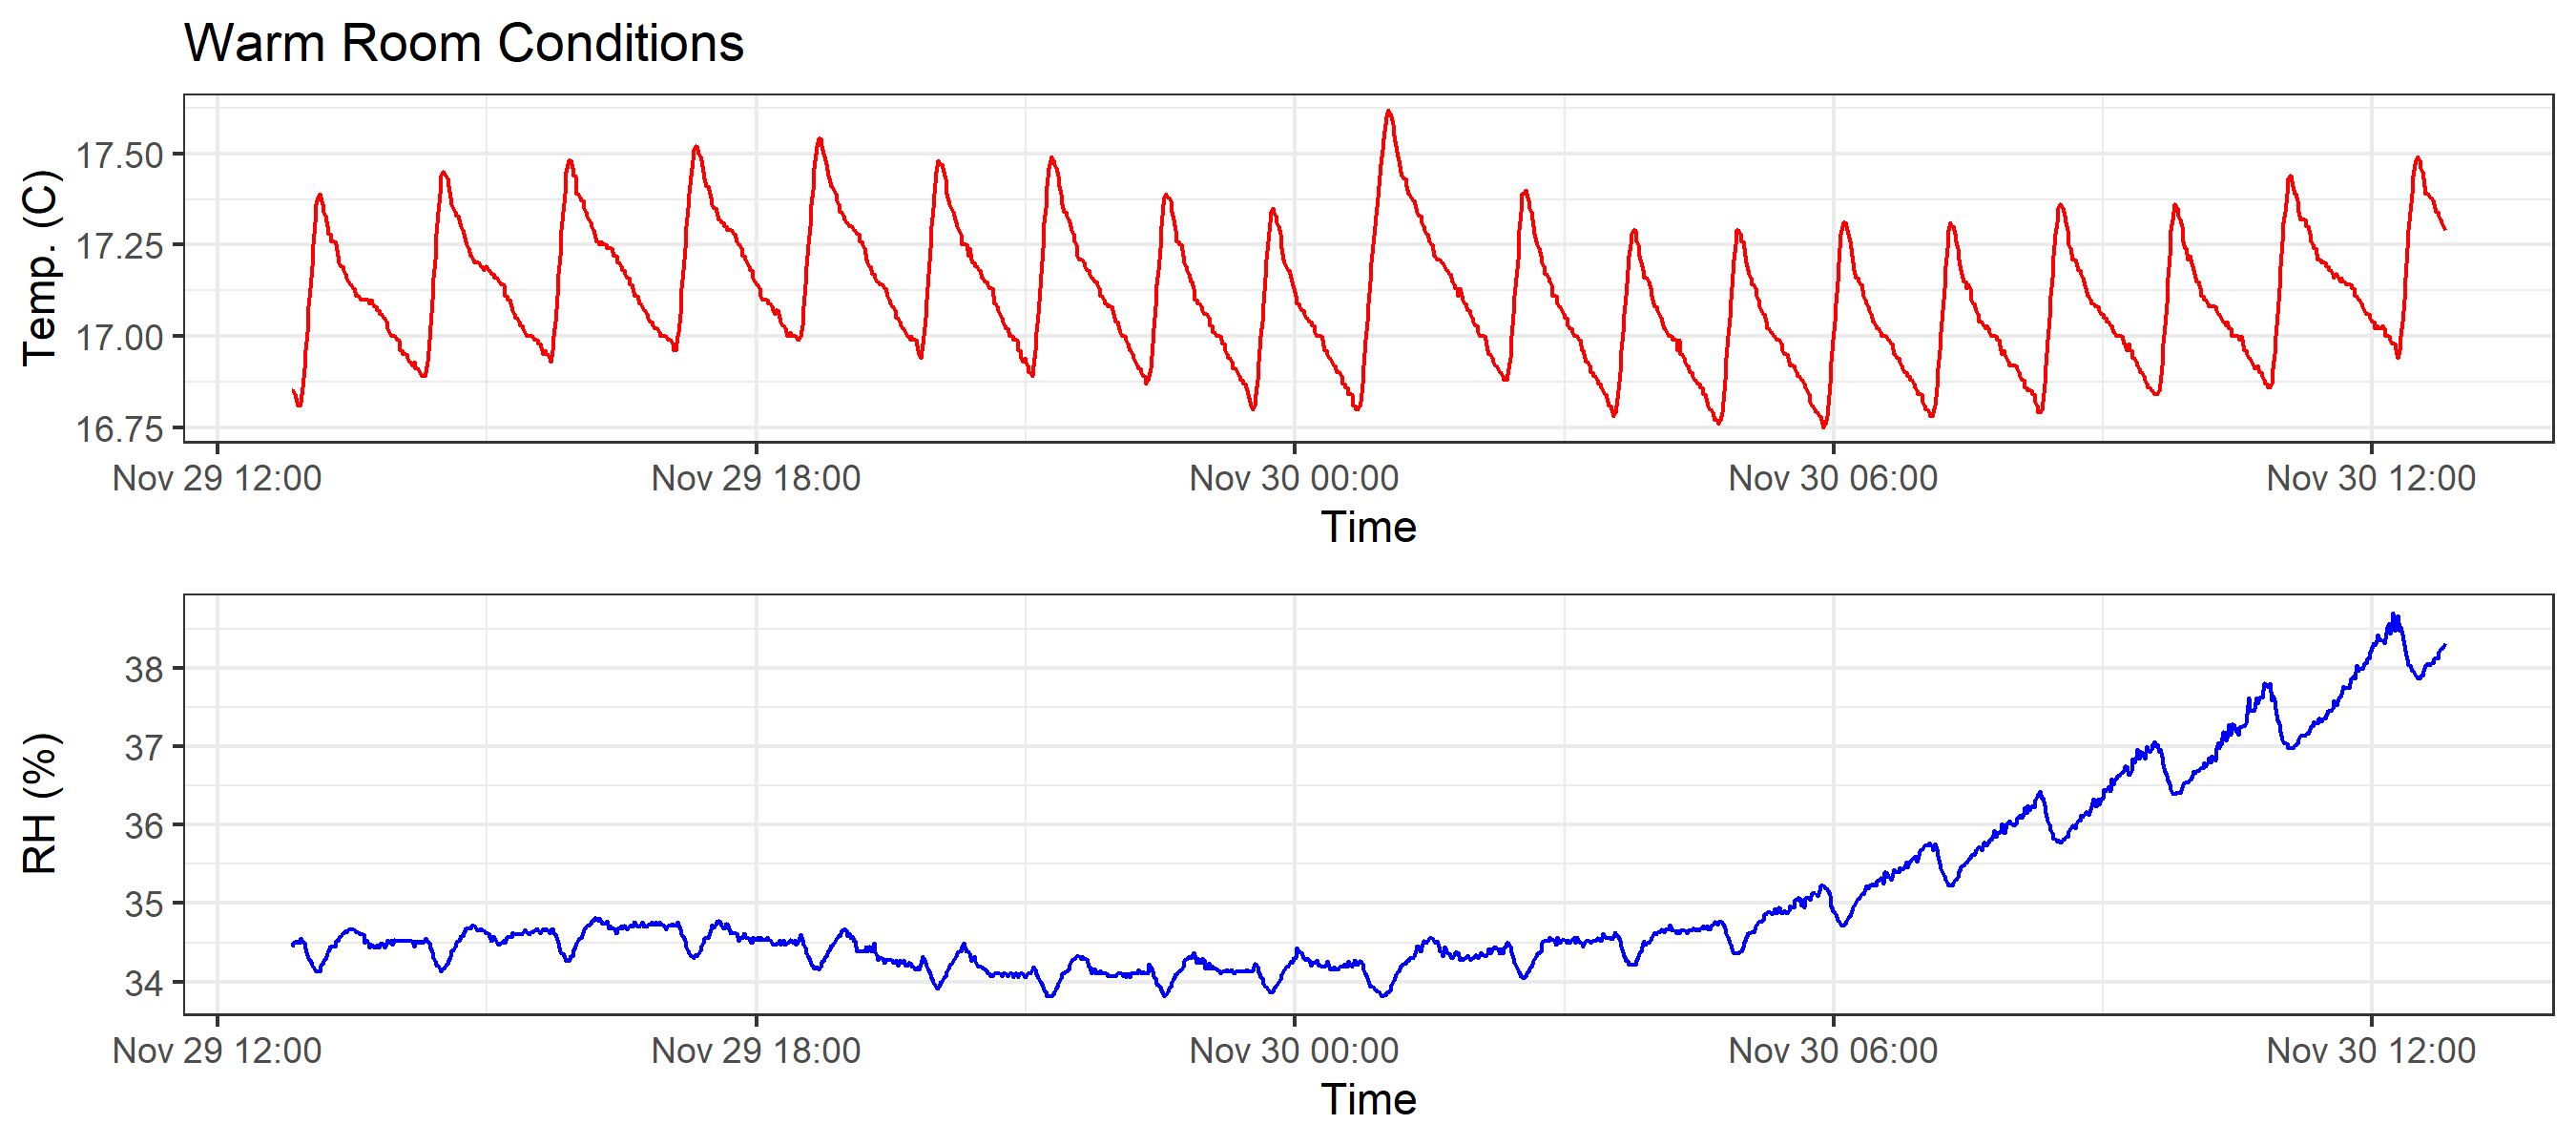 Warm Room Conditions
Temp. (C)
17.50
17.25
17.00
16.75
Nov 29 12:00 Nov 29 18:00 Nov 30 00:00 Nov 30 06:00 Nov 30 12:00
Time
RH (%)
38
37
36
35
34
Nov 29 12:00 Nov 29 18:00 Nov 30 00:00 Nov 30 06:00 Nov 30 12:00
Time